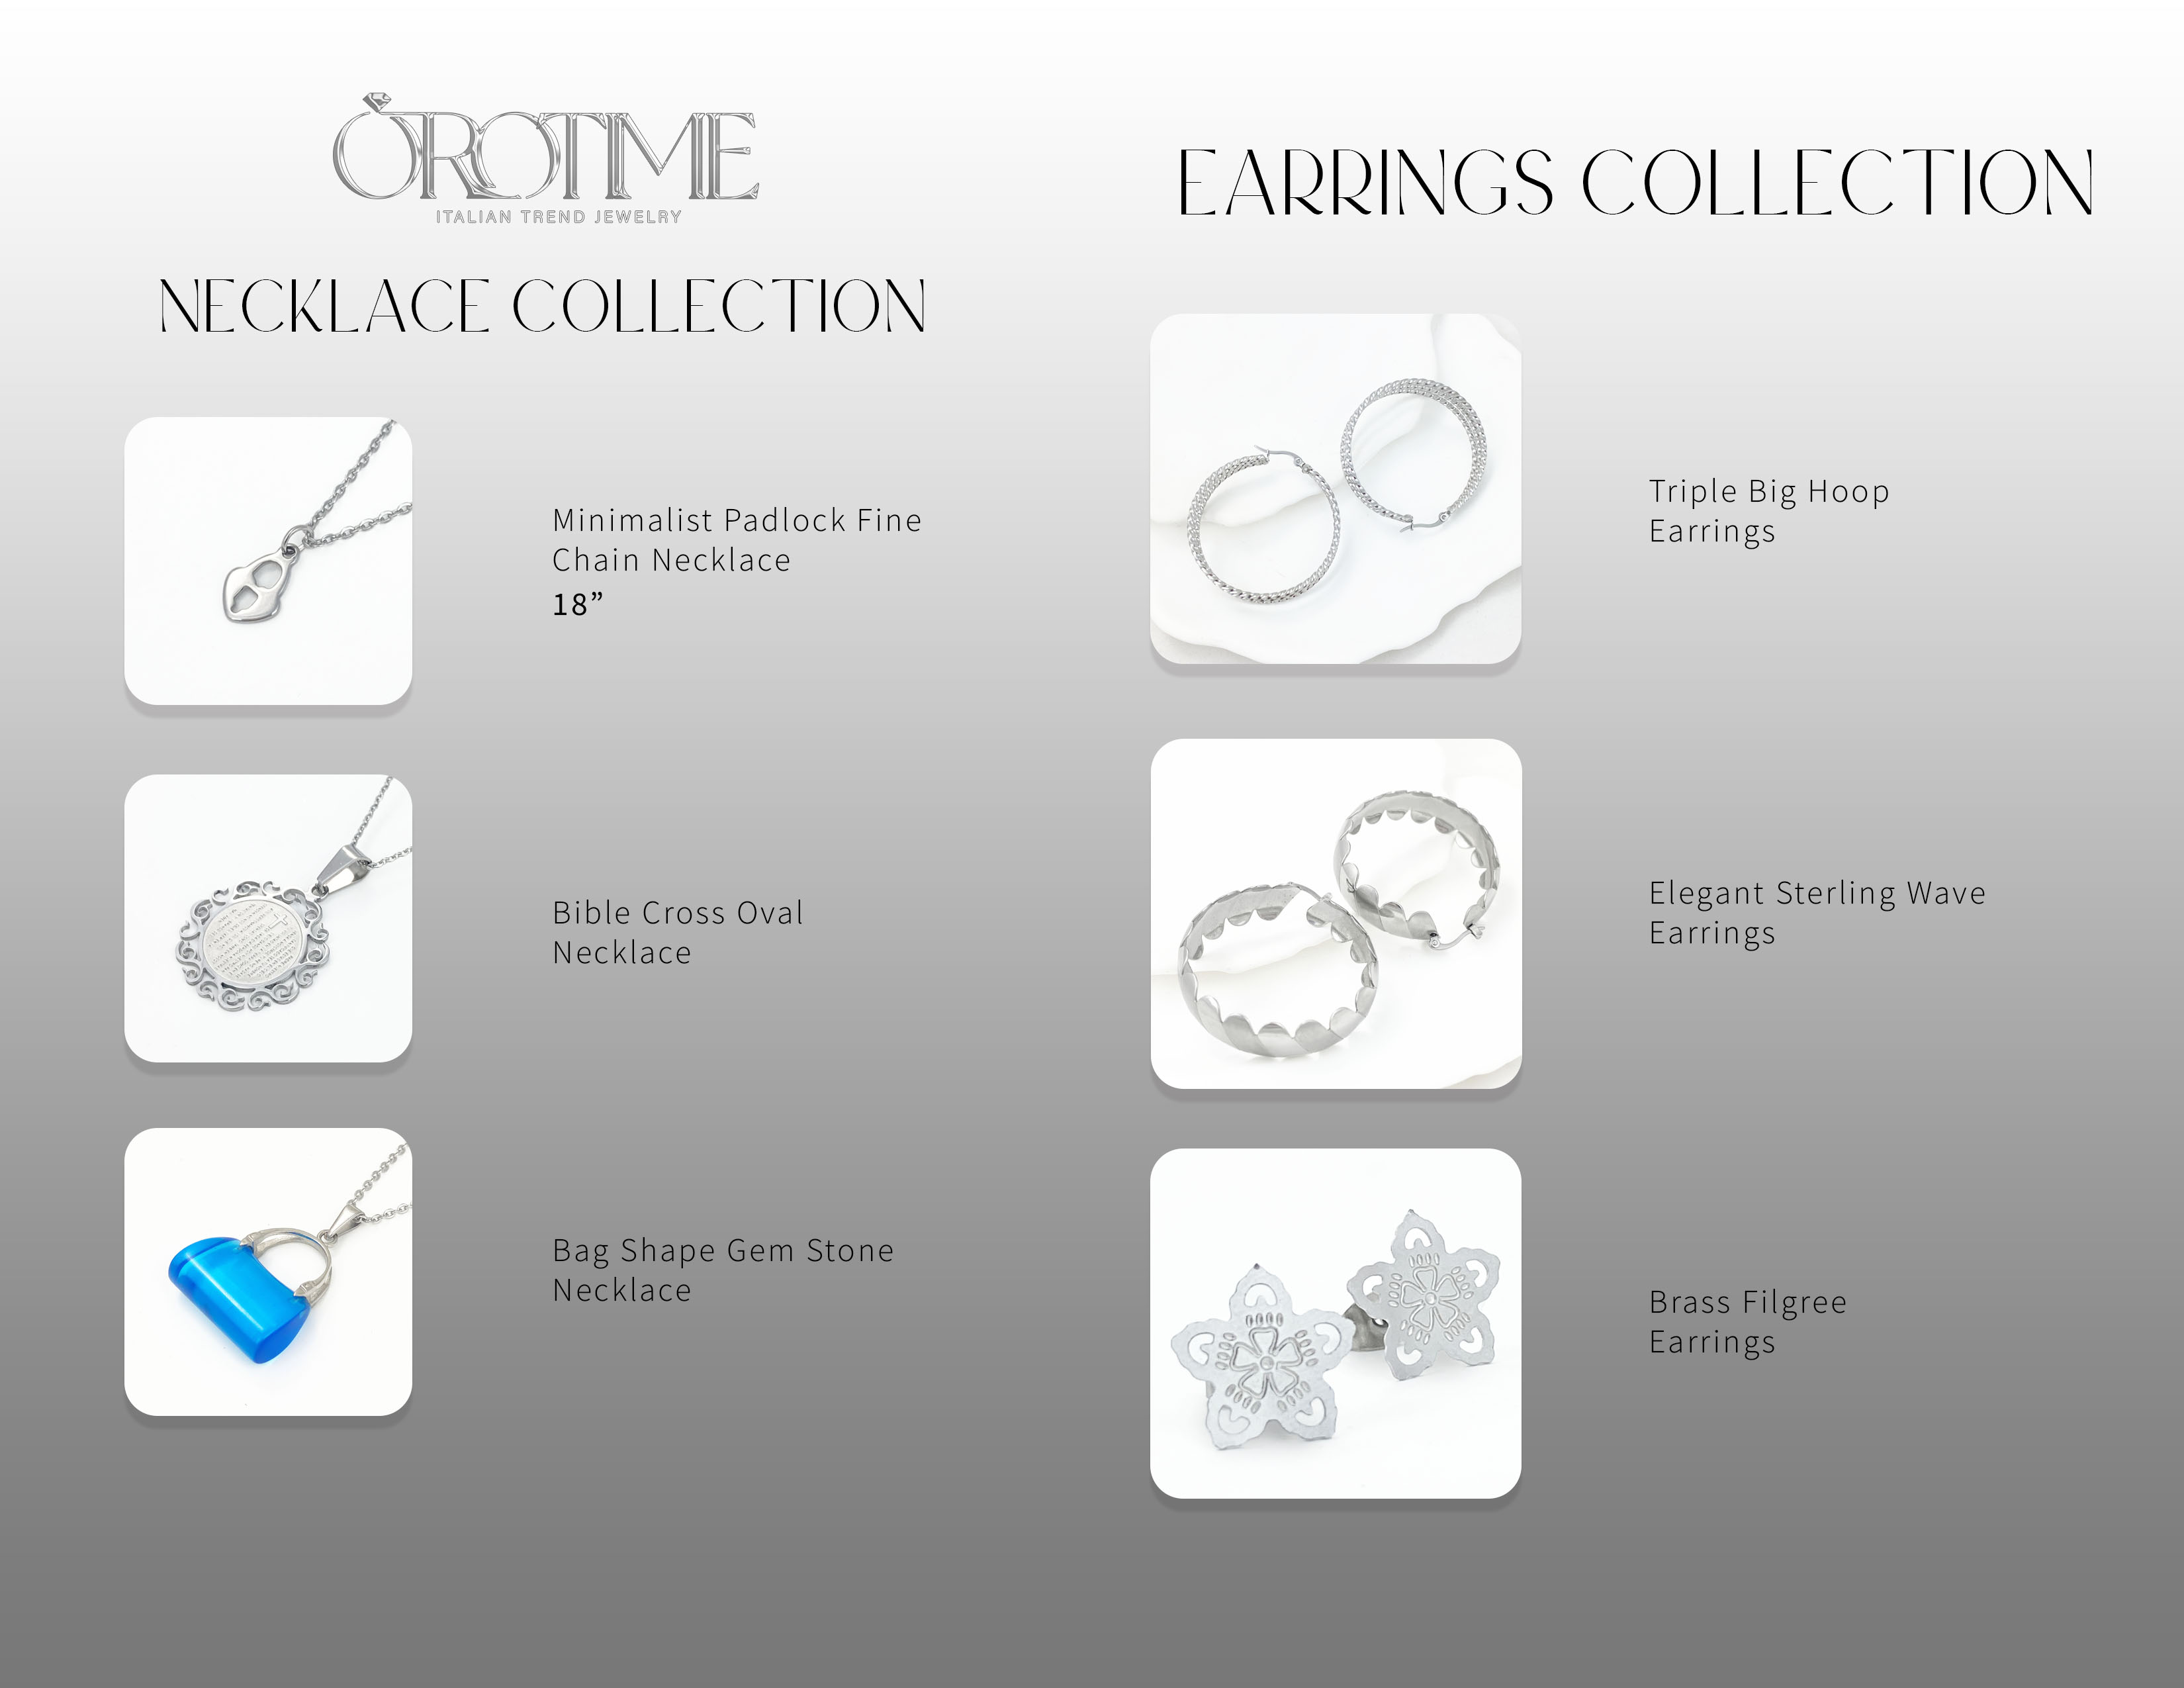 OROTIME
ITALIAN TREND JEWELRY
NECKLACE COLLECTION
Minimalist Padlock Fine
Chain Necklace
18”
Bible Cross Oval
Necklace
Bag Shape Gem Stone
Necklace
EARRINGS COLLECTION
Triple Big Hoop
Earrings
Elegant Sterling Wave
Earrings
Brass Filgree
Earrings